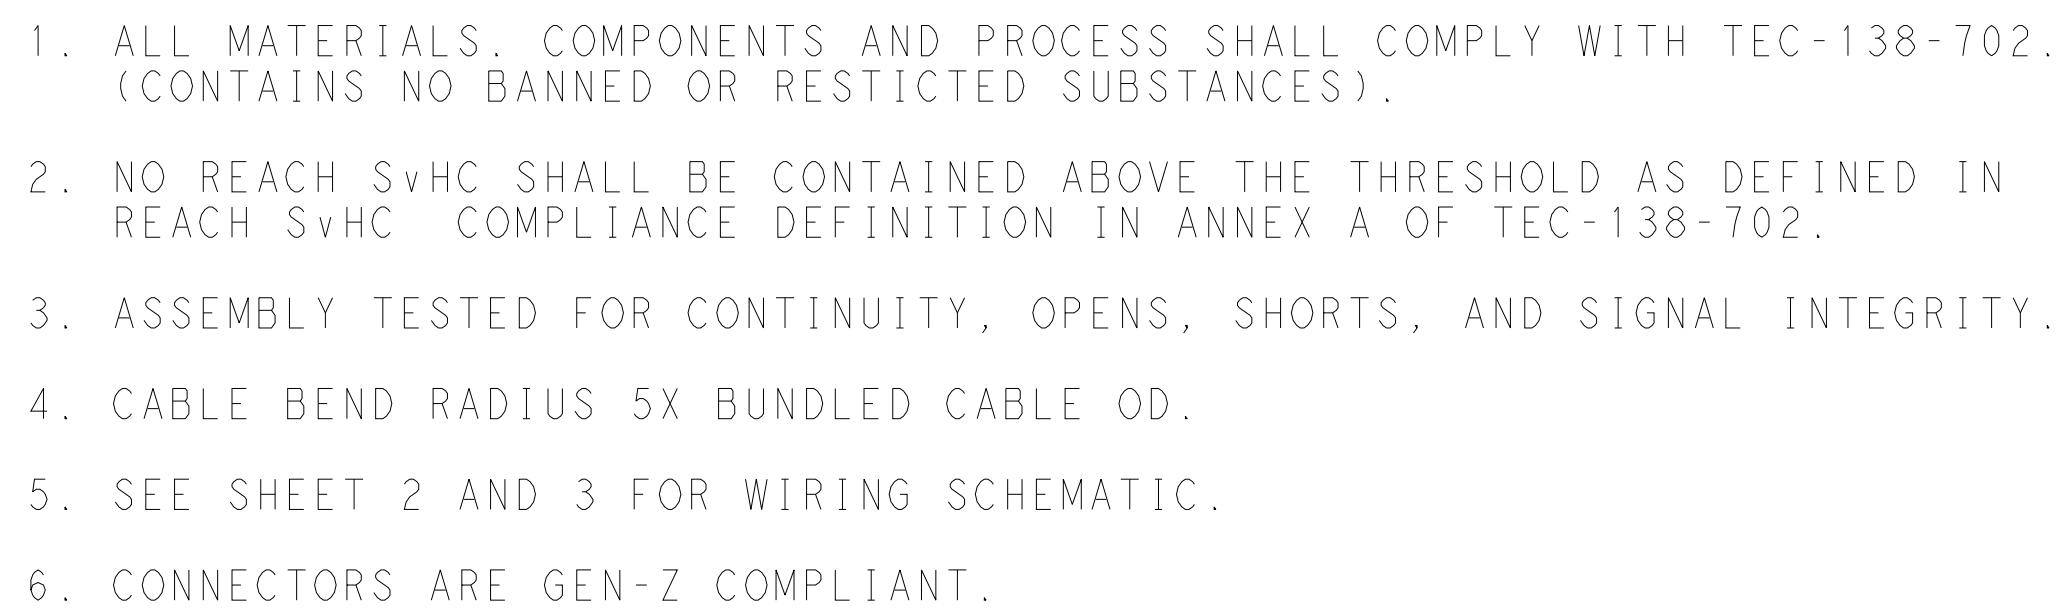 1. ALL MATERIALS. COMPONENTS AND PROCESS SHALL COMPLY WITH TEC-138-702.
(CONTAINS NO BANNED OR RESTICTED SUBSTANCES).
2. NO REACH SvHC SHALL BE CONTAINED ABOVE THE THRESHOLD AS DEFINED IN
REACH SvHC  COMPLIANCE DEFINITION IN ANNEX A OF TEC-138-702.
3. ASSEMBLY TESTED FOR CONTINUITY, OPENS, SHORTS, AND SIGNAL INTEGRITY.
4. CABLE BEND RADIUS 5X BUNDLED CABLE OD.
5. SEE SHEET 2 AND 3 FOR WIRING SCHEMATIC.
6. CONNECTORS ARE GEN-Z COMPLIANT.